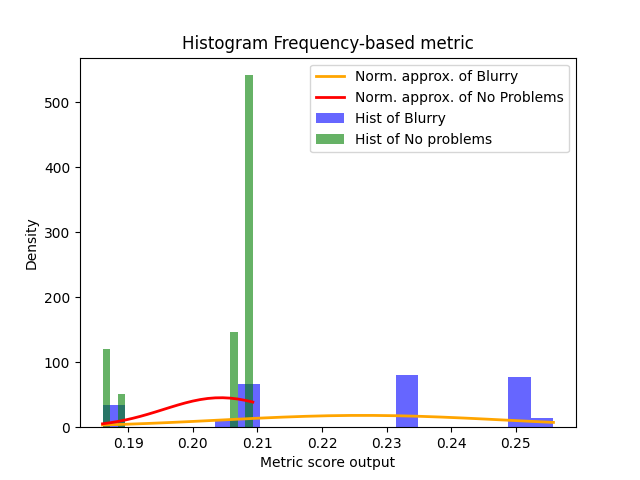 Histogram Frequency-based metric
Norm. approx. of Blurry
Norm. approx. of No Problems
Hist of Blurry
Hist of No problems
Density
500
400
300
200
100
0
0.19 0.20 0.21 0.22 0.23 0.24 0.25
Metric score output